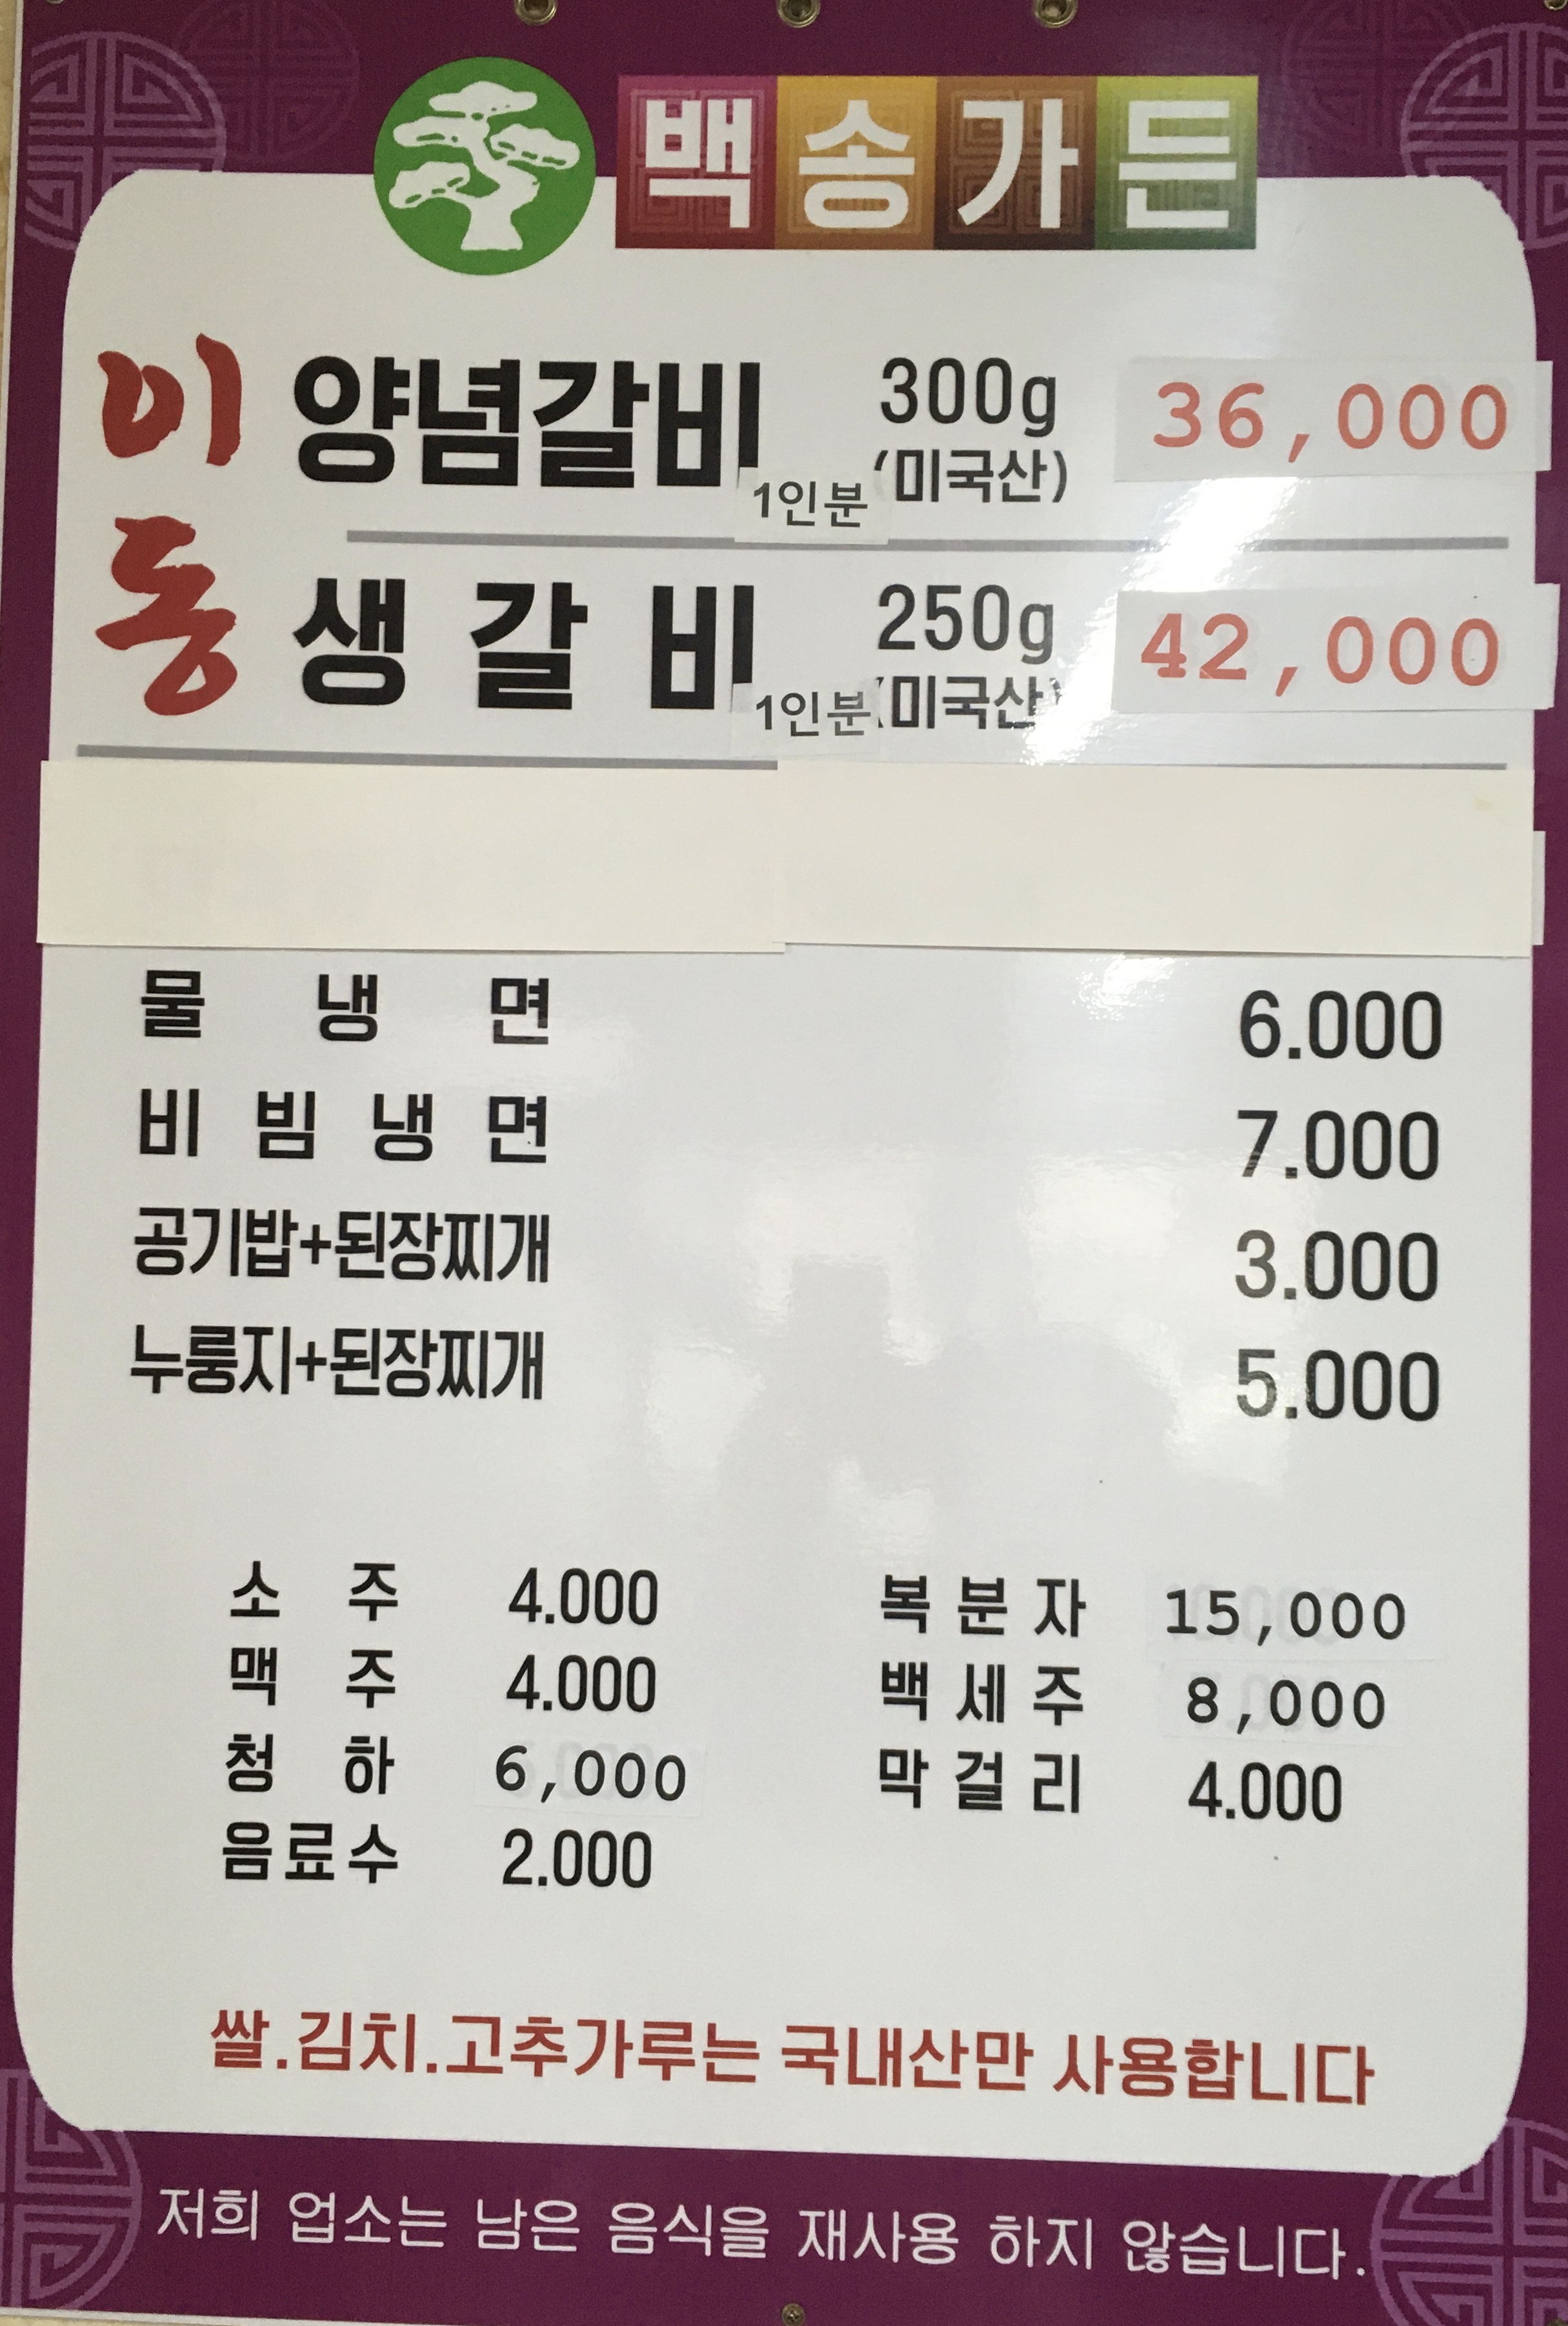 백송가든
이동
양념갈비 1인분 300g (미국산) 36,000
생갈비 1인분 250g (미국산) 42,000
물냉면 6.000
비빔냉면 7.000
공기밥+된장찌개 3.000
누룽지+된장찌개 5.000
소주 4.000 복분자 15,000
맥주 4.000 백세주 8,000
청하 6,000 막걸리 4.000
음료수 2.000
쌀.김치.고추가루는 국내산만 사용합니다
저희 업소는 남은 음식을 재사용 하지 않습니다.